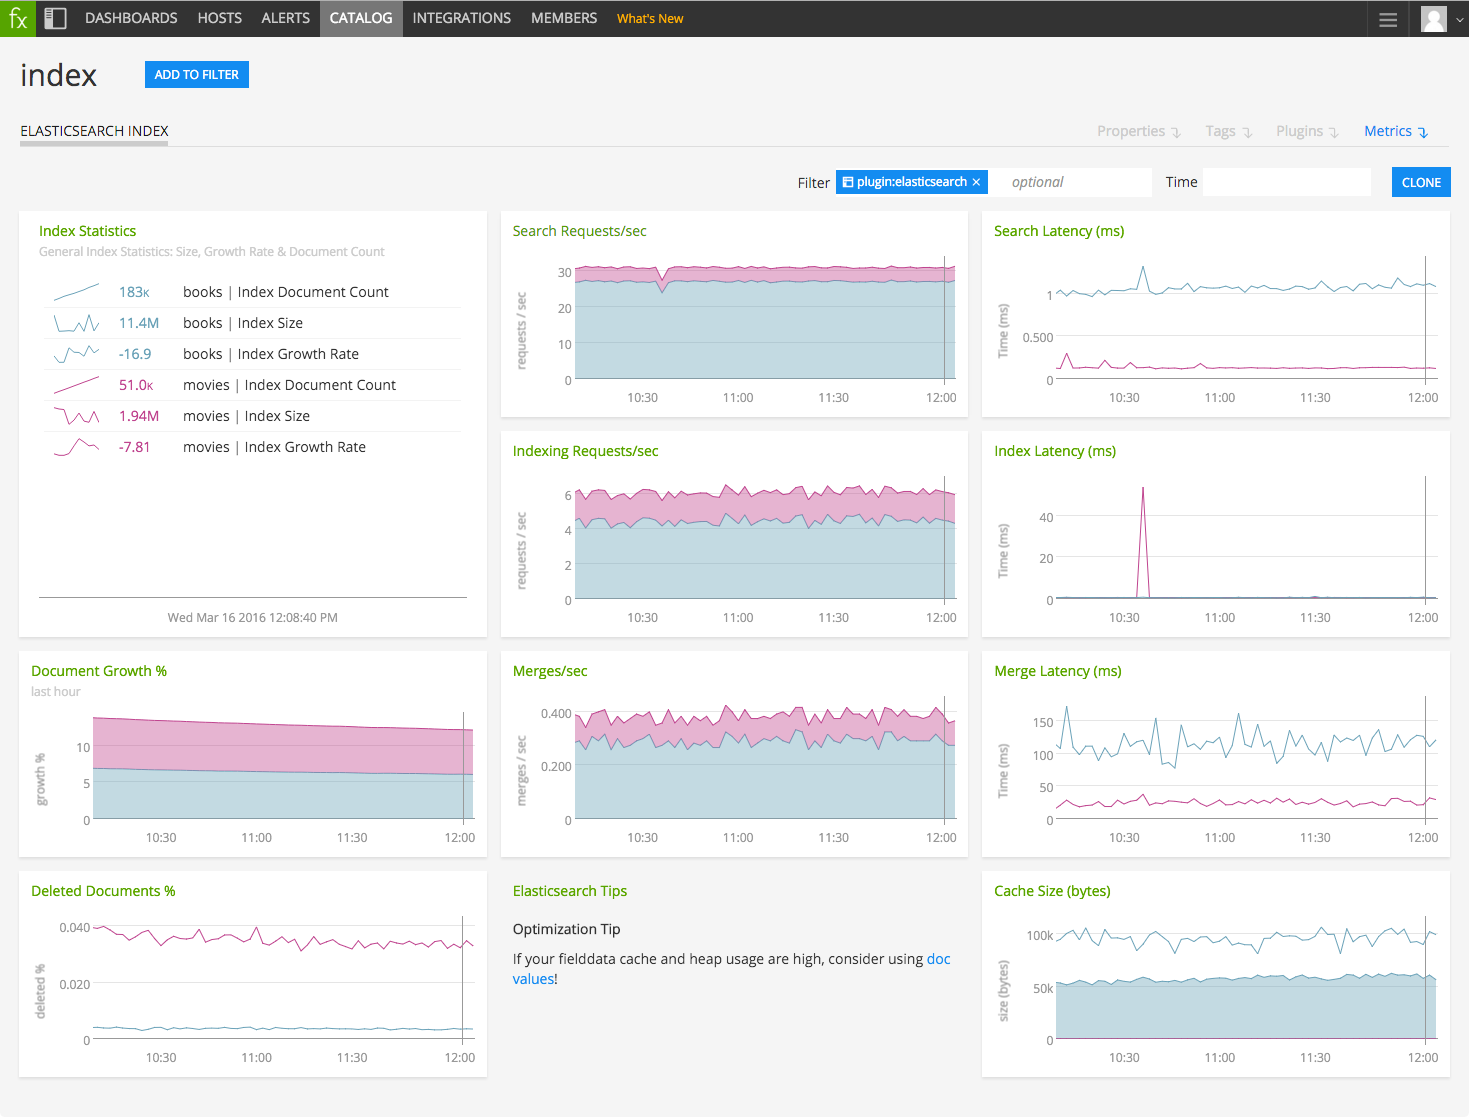 fx DASHBOARDS HOSTS ALERTS CATALOG INTEGRATIONS MEMBERS What's New
index ADD TO FILTER
ELASTICSEARCH INDEX Properties Tags Plugins Metrics
Filter plugin:elasticsearch × optional Time CLONE
Index Statistics
General Index Statistics: Size, Growth Rate & Document Count
183K books | Index Document Count
11.4M books | Index Size
-16.9 books | Index Growth Rate
51.0K movies | Index Document Count
1.94M movies | Index Size
-7.81 movies | Index Growth Rate
Wed Mar 16 2016 12:08:40 PM
Search Requests/sec
requests / sec
30
20
10
0
10:30 11:00 11:30 12:00
Search Latency (ms)
Time (ms)
1
0.500
0
10:30 11:00 11:30 12:00
Indexing Requests/sec
requests / sec
6
4
2
0
10:30 11:00 11:30 12:00
Index Latency (ms)
Time (ms)
40
20
0
10:30 11:00 11:30 12:00
Document Growth %
last hour
growth %
10
5
0
10:30 11:00 11:30 12:00
Merges/sec
merges / sec
0.400
0.200
0
10:30 11:00 11:30 12:00
Merge Latency (ms)
Time (ms)
150
100
50
0
10:30 11:00 11:30 12:00
Deleted Documents %
deleted %
0.040
0.020
0
10:30 11:00 11:30 12:00
Elasticsearch Tips
Optimization Tip
If your fielddata cache and heap usage are high, consider using doc
values!
Cache Size (bytes)
size (bytes)
100k
50k
0
10:30 11:00 11:30 12:00